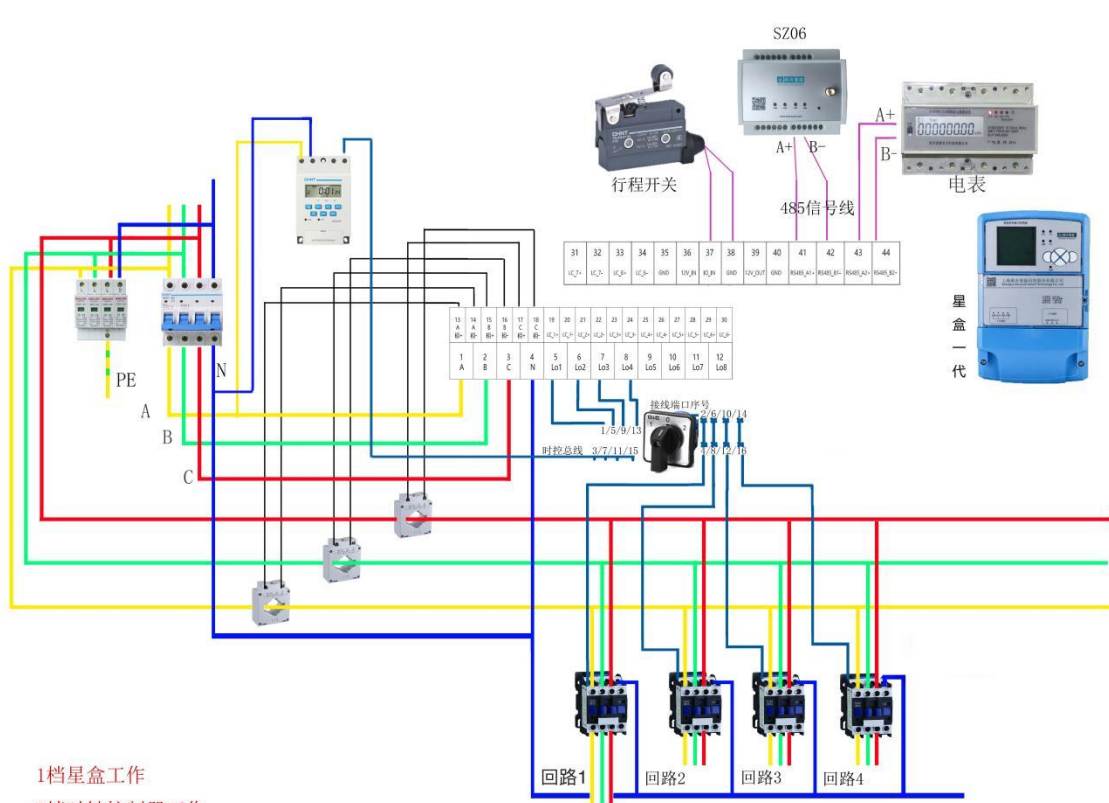 SZ06
A+
B-
A+ B-
行程开关
485信号线
电表
31 32 33 34 35 36 37 38 39 40 41 42 43 44
LC_7+ LC_7- LC_8+ LC_8- GND 12V_IN IO_IN GND 12V_OUT GND RS485_A1+ RS485_B1- RS485_A2+ RS485_B2-
星盒一代
13 14 15 16 17 18 19 20 21 22 23 24 25 26 27 28 29 30
1 2 3 4 5 6 7 8 9 10 11 12
A B C N Lo1 Lo2 Lo3 Lo4 Lo5 Lo6 Lo7 Lo8
PE
N
A
B
C
接线端口序号
2/6/10/14
1/5/9/13
时控总线 3/7/11/15
4/8/12/16
回路1
回路2
回路3
回路4
1档星盒工作